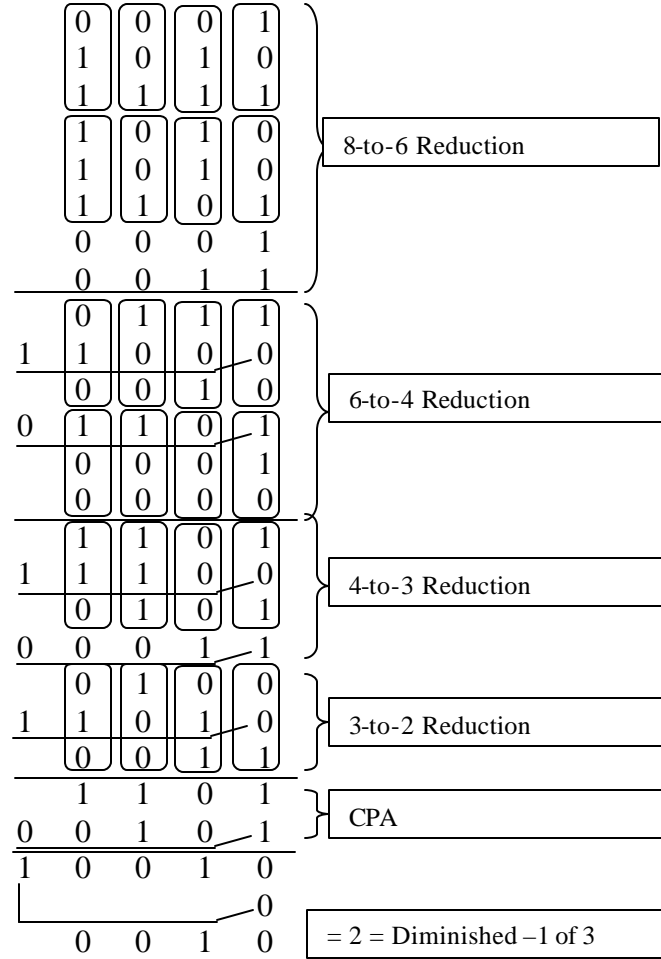 0 0 0 1
1 0 1 0
1 1 1 1
1 0 1 0
8-to-6 Reduction
1 0 1 0
1 1 0 1
0 0 0 1
0 0 1 1
0 1 1 1
1 1 0 0 0
0 0 1 0
6-to-4 Reduction
0 1 1 0 1
0 0 0 1
0 0 0 0
1 1 0 1
1 1 1 0 0
4-to-3 Reduction
0 1 0 1
0 0 0 1 1
0 1 0 0
1 1 0 1 0
3-to-2 Reduction
0 0 1 1
1 1 0 1
CPA
0 0 1 0 1
1 0 0 1 0
0
0 0 1 0
= 2 = Diminished –1 of 3